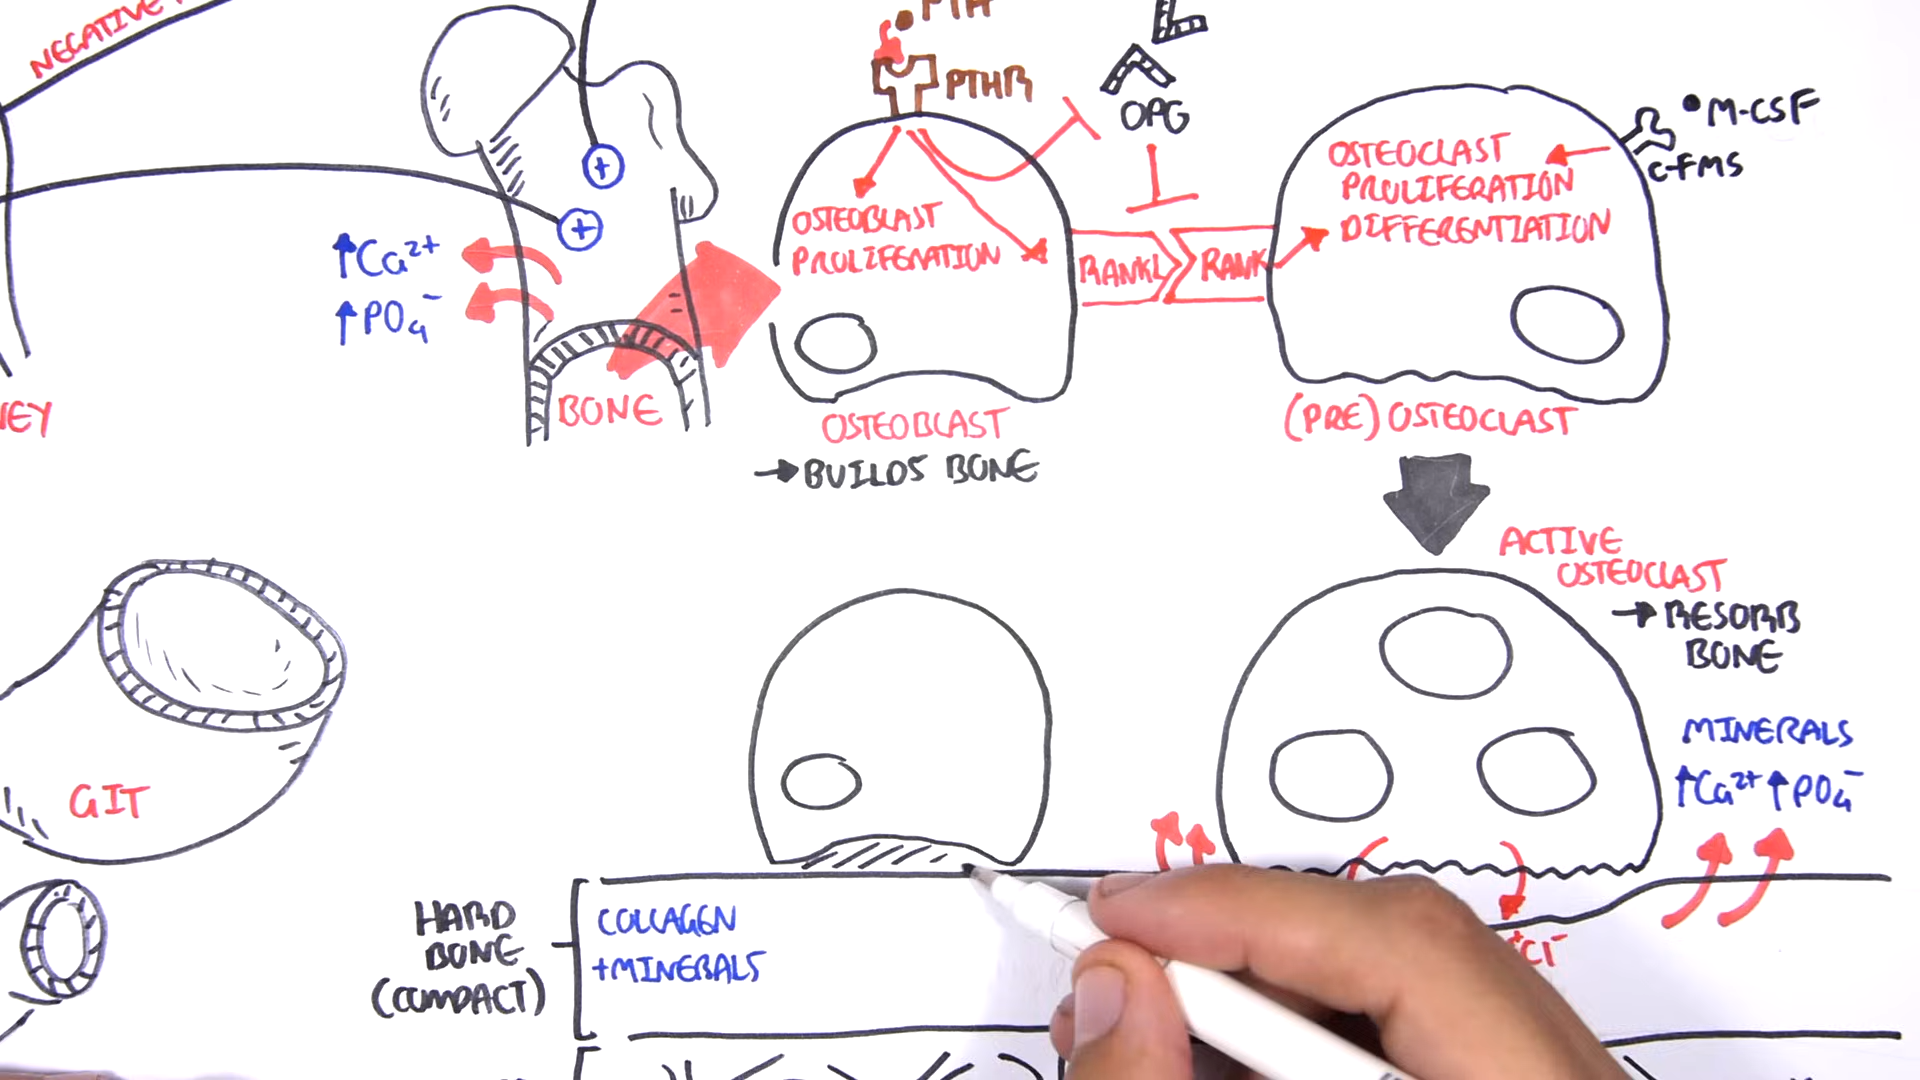 NEGATIVE
PTH
PTHR
OPG
M-CSF
C-FMS
OSTEOCLAST
PROLIFERATION
DIFFERENTIATION
OSTEOBLAST
PROLIFERATION
RANKL
RANK
↑Ca²⁺
↑PO₄⁻
BONE
OSTEOBLAST
→BUILDS BONE
(PRE) OSTEOCLAST
ACTIVE
OSTEOCLAST
→RESORB
BONE
MINERALS
↑Ca²⁺ ↑PO₄⁻
GIT
HARD
BONE
(COMPACT)
COLLAGEN
+MINERALS
Cl⁻